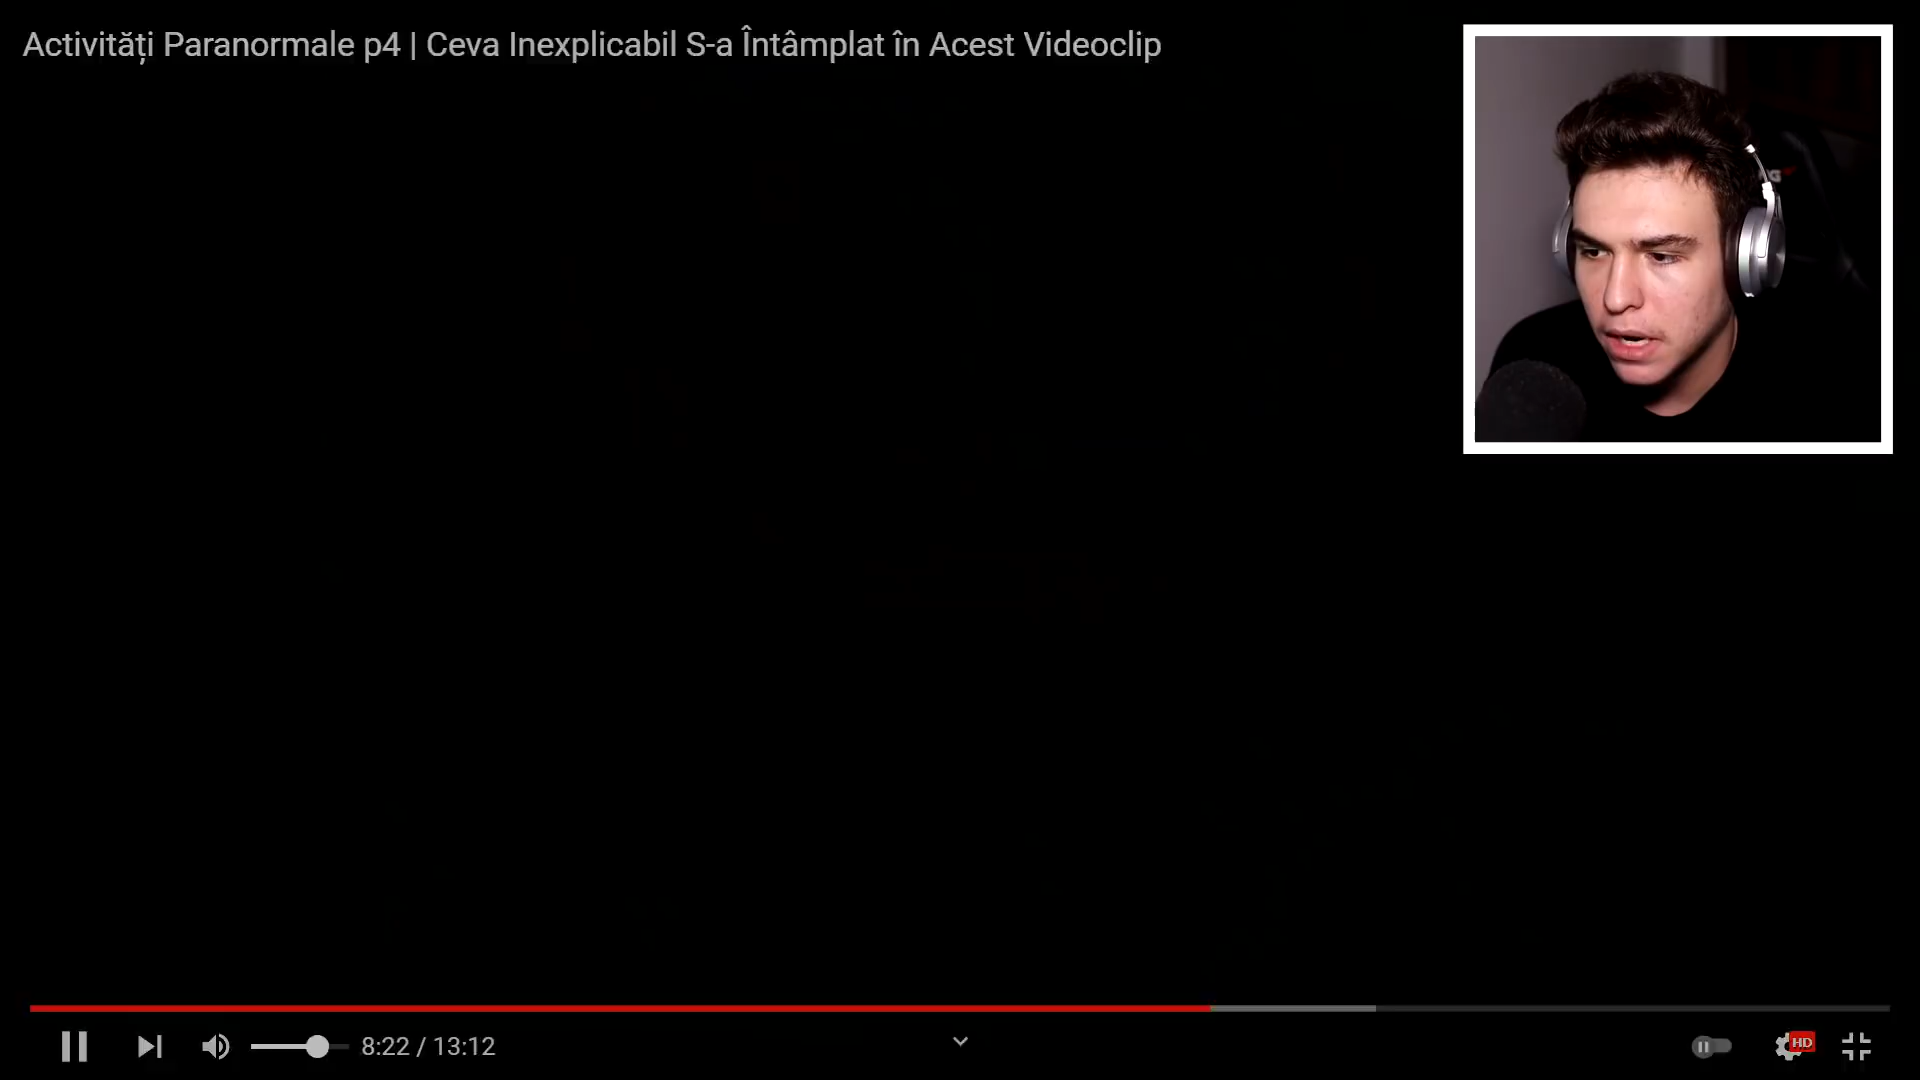 Activități Paranormale p4 | Ceva Inexplicabil S-a Întâmplat în Acest Videoclip
8:22 / 13:12
HD